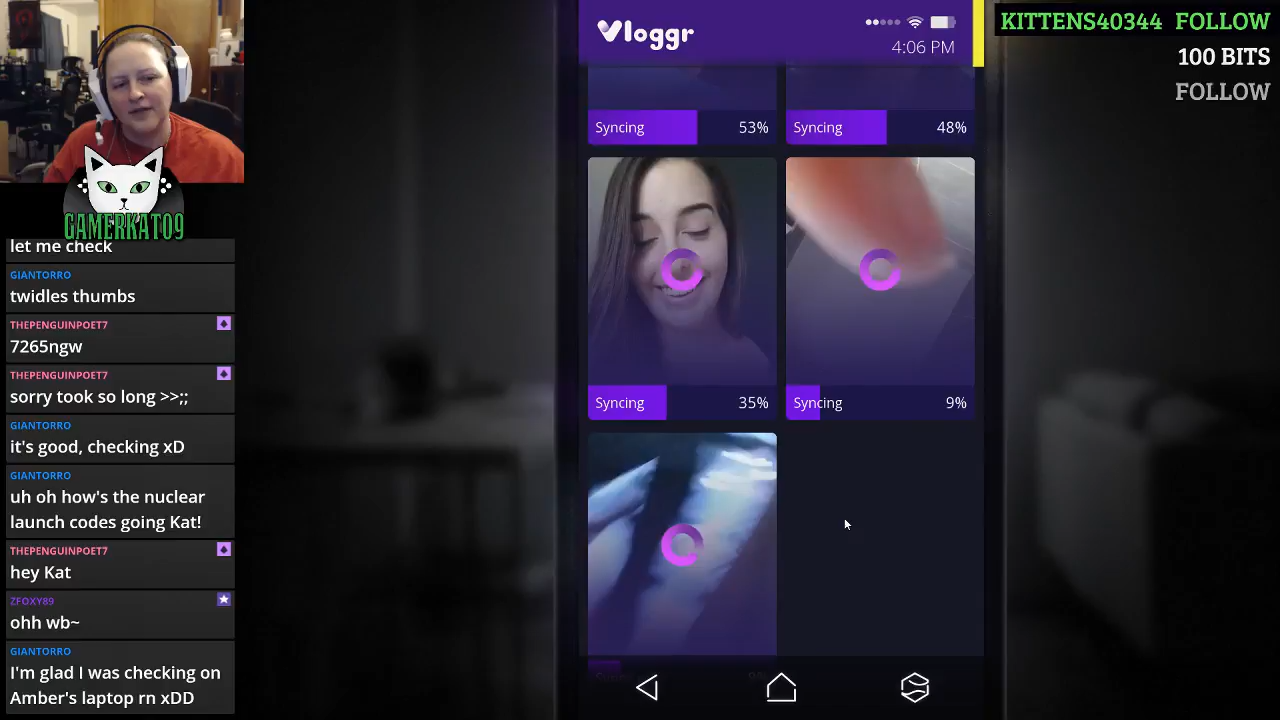 Vloggr
4:06 PM
KITTENS40344 FOLLOW
100 BITS
FOLLOW
Syncing 53%
Syncing 48%
Syncing 35%
Syncing 9%
GAMERKAT09
let me check
GIANTORRO
twidles thumbs
THEPENGUINPOET7
7265ngw
THEPENGUINPOET7
sorry took so long >>;;
GIANTORRO
it's good, checking xD
GIANTORRO
uh oh how's the nuclear
launch codes going Kat!
THEPENGUINPOET7
hey Kat
ZFOXY89
ohh wb~
GIANTORRO
I'm glad I was checking on
Amber's laptop rn xDD